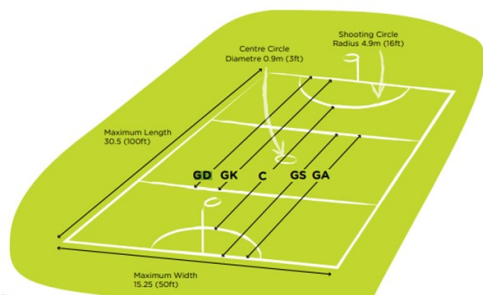 Shooting Circle
Radius 4.9m (16ft)
Centre Circle
Diametre 0.9m (3ft)
Maximum Length
30.5 (100ft)
GD GK C GS GA
Maximum Width
15.25 (50ft)